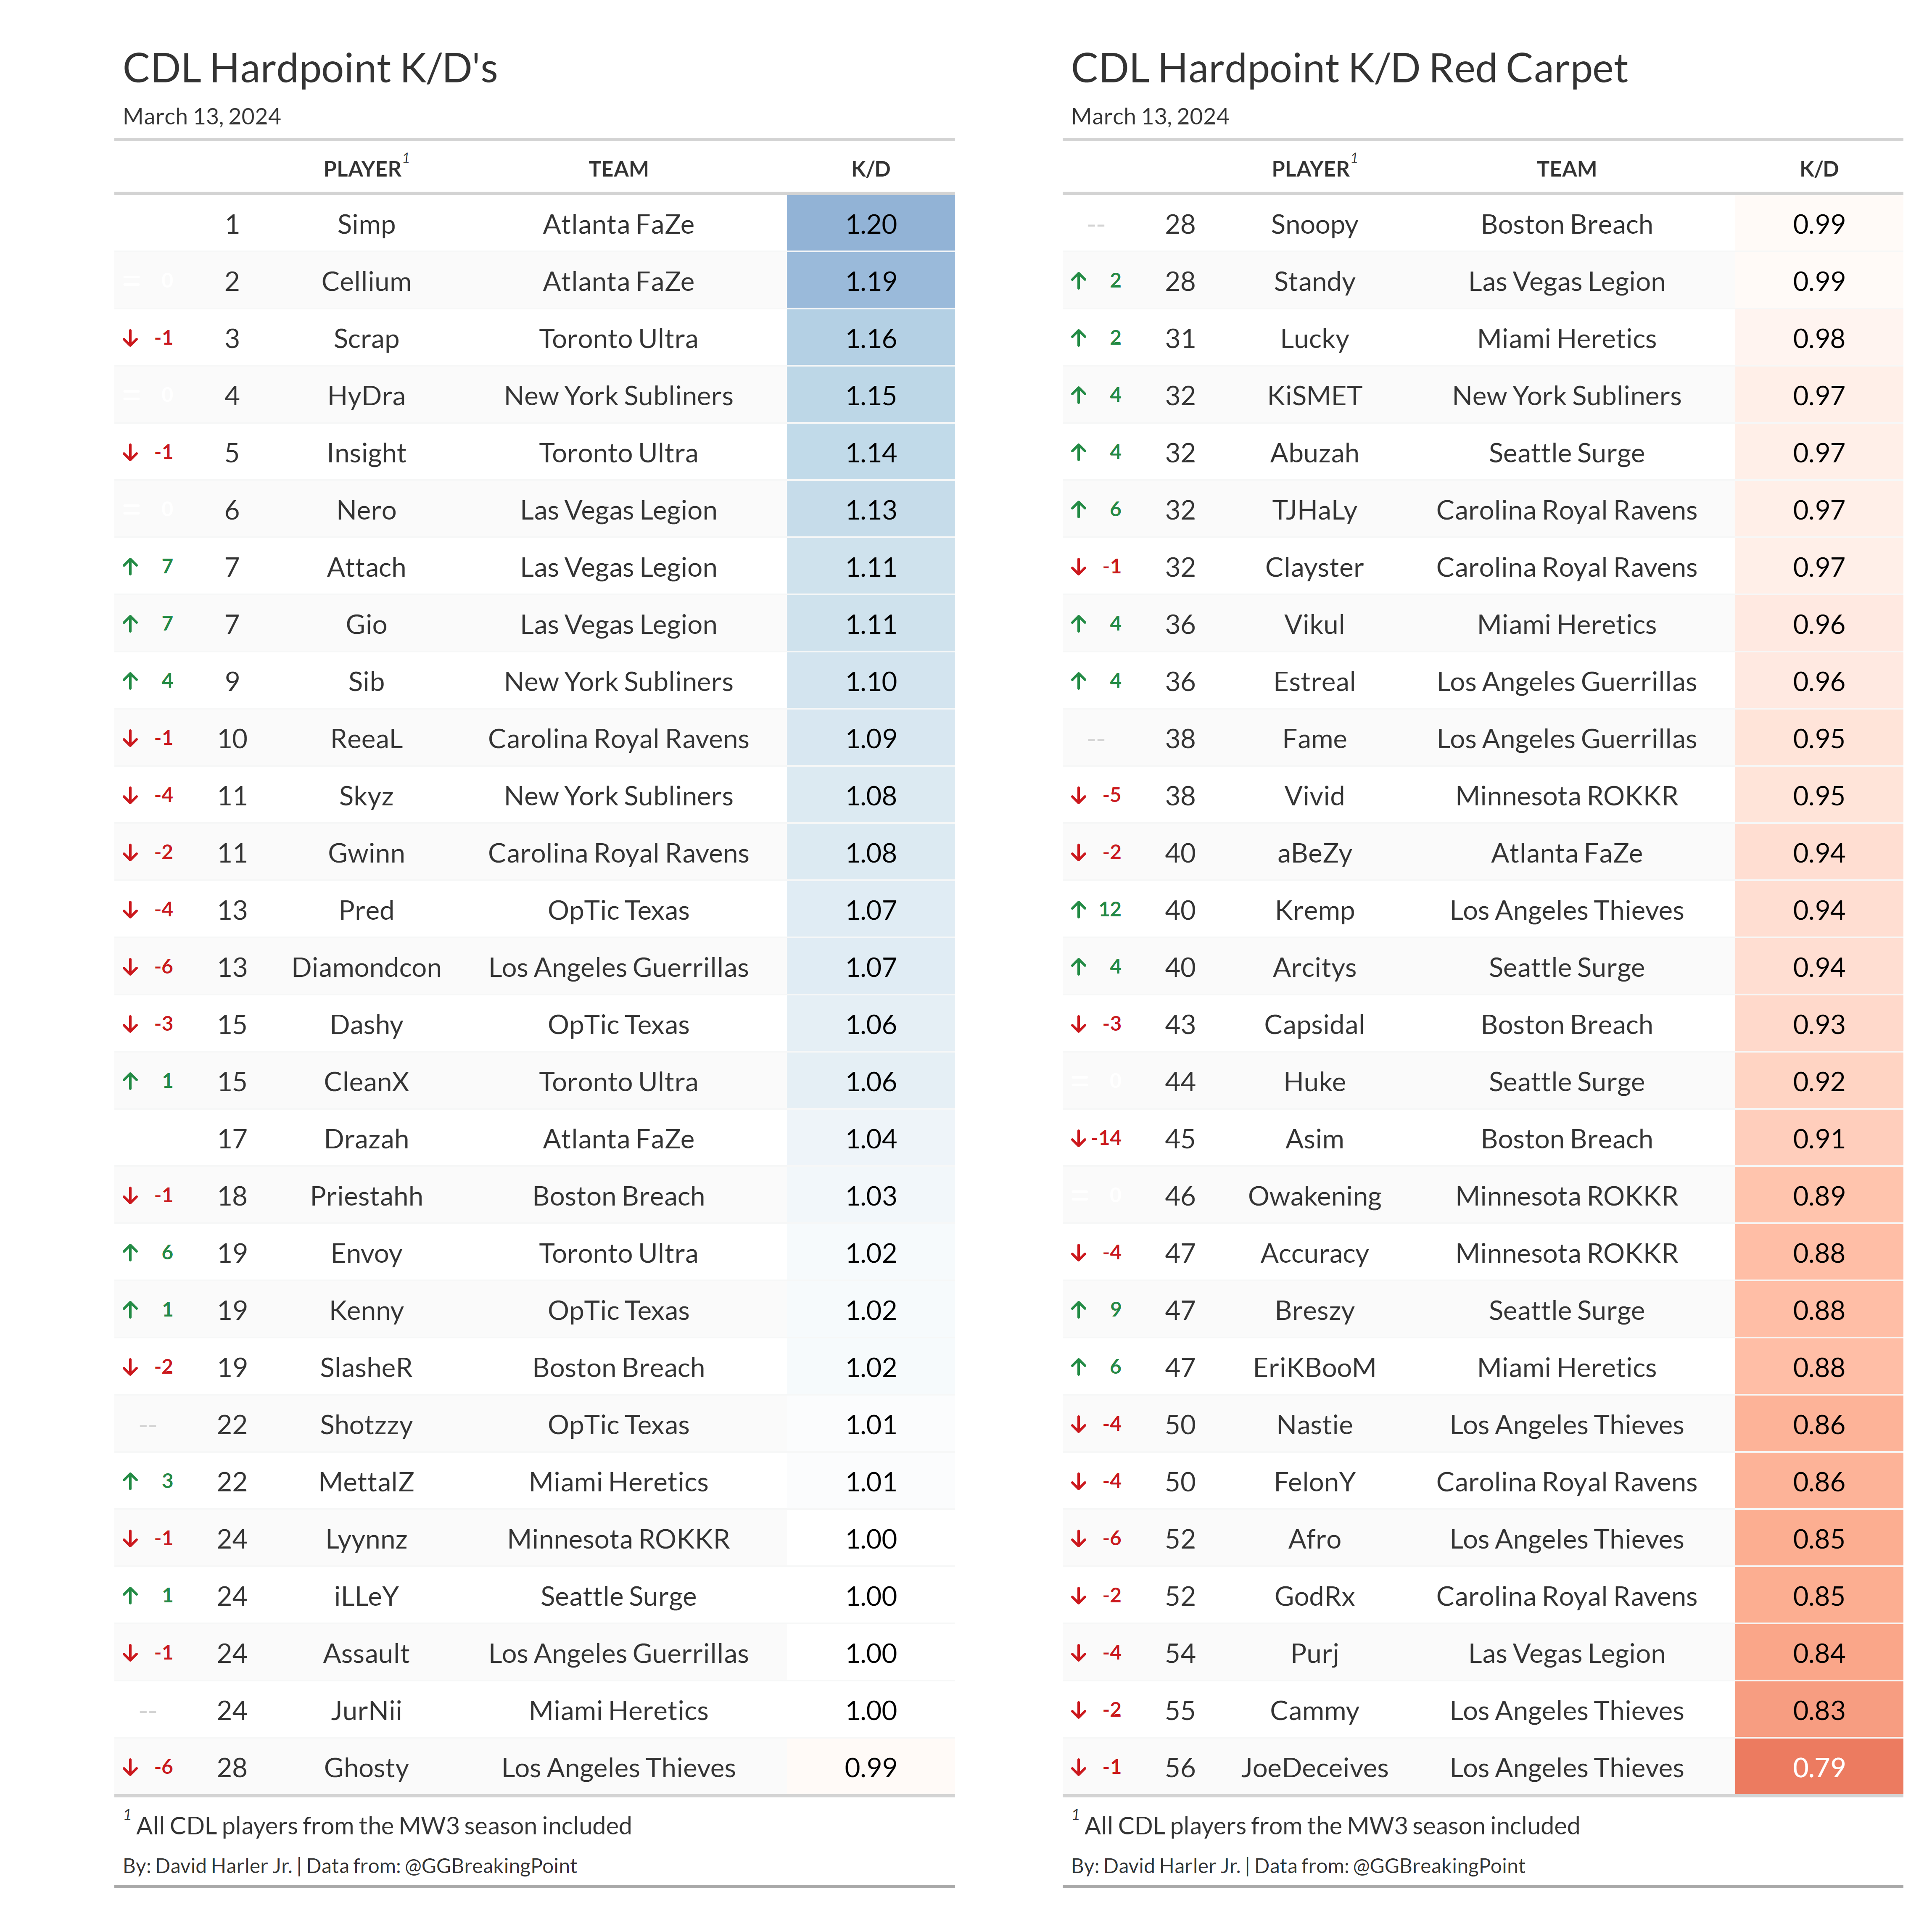 CDL Hardpoint K/D's
March 13, 2024
PLAYER1 TEAM K/D
1 Simp Atlanta FaZe 1.20
= 0 2 Cellium Atlanta FaZe 1.19
↓ -1 3 Scrap Toronto Ultra 1.16
= 0 4 HyDra New York Subliners 1.15
↓ -1 5 Insight Toronto Ultra 1.14
= 0 6 Nero Las Vegas Legion 1.13
↑ 7 7 Attach Las Vegas Legion 1.11
↑ 7 7 Gio Las Vegas Legion 1.11
↑ 4 9 Sib New York Subliners 1.10
↓ -1 10 ReeaL Carolina Royal Ravens 1.09
↓ -4 11 Skyz New York Subliners 1.08
↓ -2 11 Gwinn Carolina Royal Ravens 1.08
↓ -4 13 Pred OpTic Texas 1.07
↓ -6 13 Diamondcon Los Angeles Guerrillas 1.07
↓ -3 15 Dashy OpTic Texas 1.06
↑ 1 15 CleanX Toronto Ultra 1.06
17 Drazah Atlanta FaZe 1.04
↓ -1 18 Priestahh Boston Breach 1.03
↑ 6 19 Envoy Toronto Ultra 1.02
↑ 1 19 Kenny OpTic Texas 1.02
↓ -2 19 SlasheR Boston Breach 1.02
-- 22 Shotzzy OpTic Texas 1.01
↑ 3 22 MettalZ Miami Heretics 1.01
↓ -1 24 Lyynnz Minnesota ROKKR 1.00
↑ 1 24 iLLeY Seattle Surge 1.00
↓ -1 24 Assault Los Angeles Guerrillas 1.00
-- 24 JurNii Miami Heretics 1.00
↓ -6 28 Ghosty Los Angeles Thieves 0.99
1 All CDL players from the MW3 season included
By: David Harler Jr. | Data from: @GGBreakingPoint
CDL Hardpoint K/D Red Carpet
March 13, 2024
PLAYER1 TEAM K/D
-- 28 Snoopy Boston Breach 0.99
↑ 2 28 Standy Las Vegas Legion 0.99
↑ 2 31 Lucky Miami Heretics 0.98
↑ 4 32 KiSMET New York Subliners 0.97
↑ 4 32 Abuzah Seattle Surge 0.97
↑ 6 32 TJHaLy Carolina Royal Ravens 0.97
↓ -1 32 Clayster Carolina Royal Ravens 0.97
↑ 4 36 Vikul Miami Heretics 0.96
↑ 4 36 Estreal Los Angeles Guerrillas 0.96
-- 38 Fame Los Angeles Guerrillas 0.95
↓ -5 38 Vivid Minnesota ROKKR 0.95
↓ -2 40 aBeZy Atlanta FaZe 0.94
↑ 12 40 Kremp Los Angeles Thieves 0.94
↑ 4 40 Arcitys Seattle Surge 0.94
↓ -3 43 Capsidal Boston Breach 0.93
= 0 44 Huke Seattle Surge 0.92
↓ -14 45 Asim Boston Breach 0.91
= 0 46 Owakening Minnesota ROKKR 0.89
↓ -4 47 Accuracy Minnesota ROKKR 0.88
↑ 9 47 Breszy Seattle Surge 0.88
↑ 6 47 EriKBooM Miami Heretics 0.88
↓ -4 50 Nastie Los Angeles Thieves 0.86
↓ -4 50 FelonY Carolina Royal Ravens 0.86
↓ -6 52 Afro Los Angeles Thieves 0.85
↓ -2 52 GodRx Carolina Royal Ravens 0.85
↓ -4 54 Purj Las Vegas Legion 0.84
↓ -2 55 Cammy Los Angeles Thieves 0.83
↓ -1 56 JoeDeceives Los Angeles Thieves 0.79
1 All CDL players from the MW3 season included
By: David Harler Jr. | Data from: @GGBreakingPoint